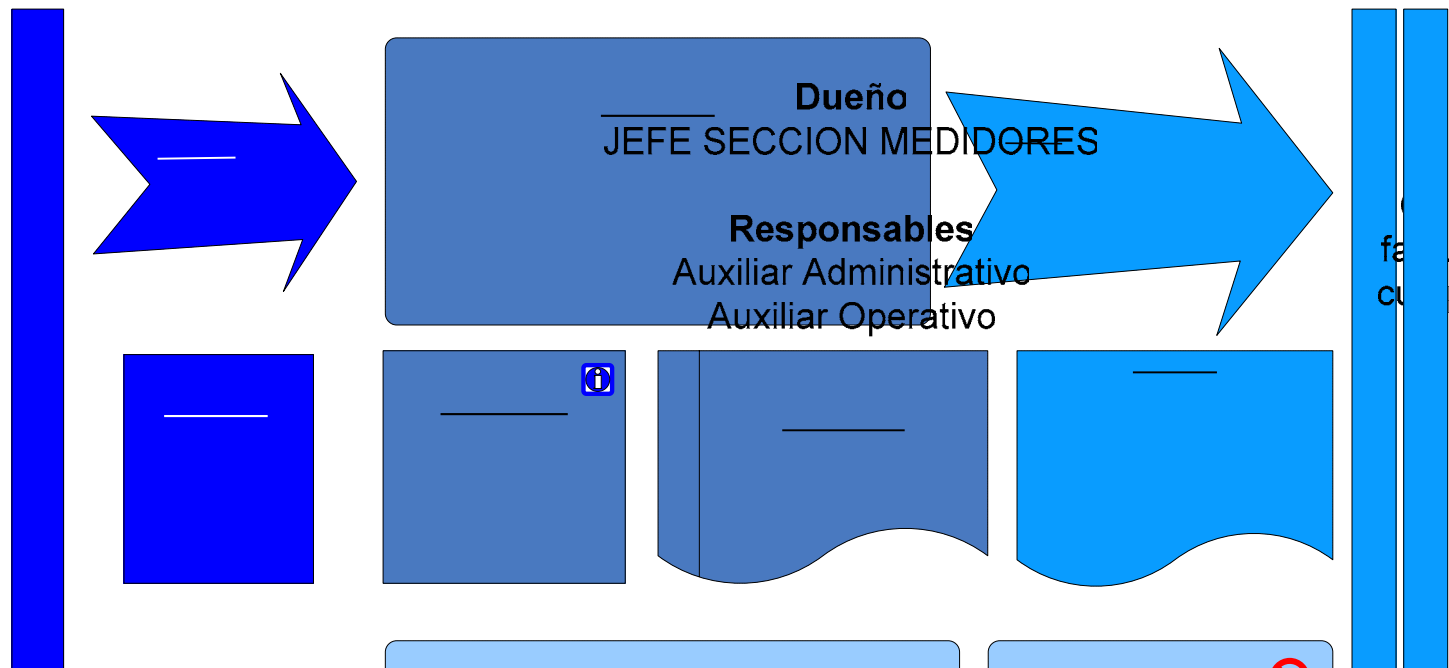 Dueño
JEFE SECCION MEDIDORES
Responsables
Auxiliar Administrativo
Auxiliar Operativo